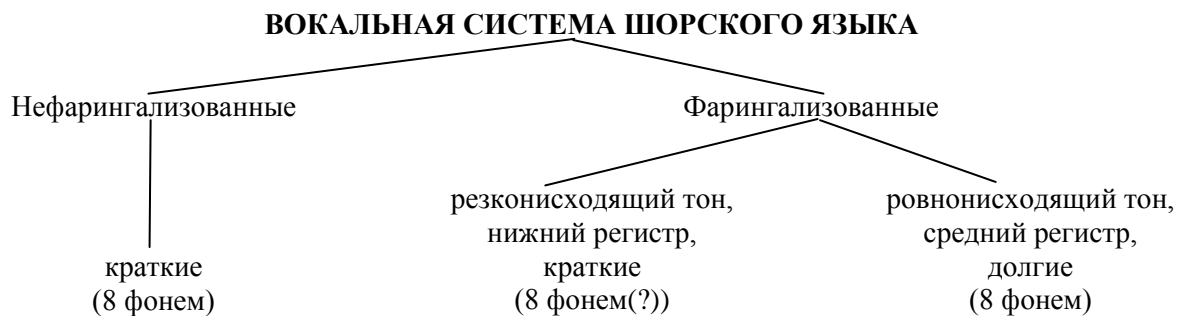 ВОКАЛЬНАЯ СИСТЕМА ШОРСКОГО ЯЗЫКА
Нефарингализованные
Фарингализованные
краткие
(8 фонем)
резконисходящий тон,
нижний регистр,
краткие
(8 фонем(?))
ровнонисходящий тон,
средний регистр,
долгие
(8 фонем)